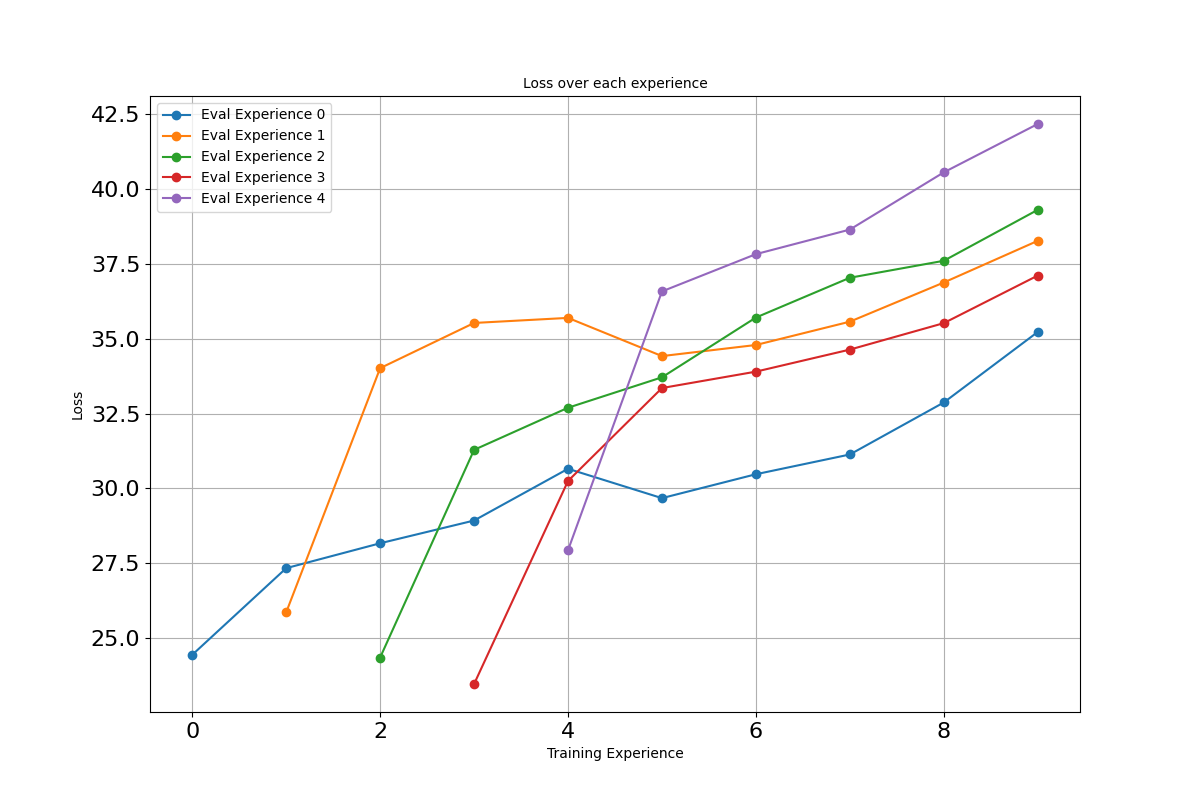 Loss over each experience
42.5
40.0
37.5
35.0
32.5
30.0
27.5
25.0
Loss
Eval Experience 0
Eval Experience 1
Eval Experience 2
Eval Experience 3
Eval Experience 4
0 2 4 6 8
Training Experience